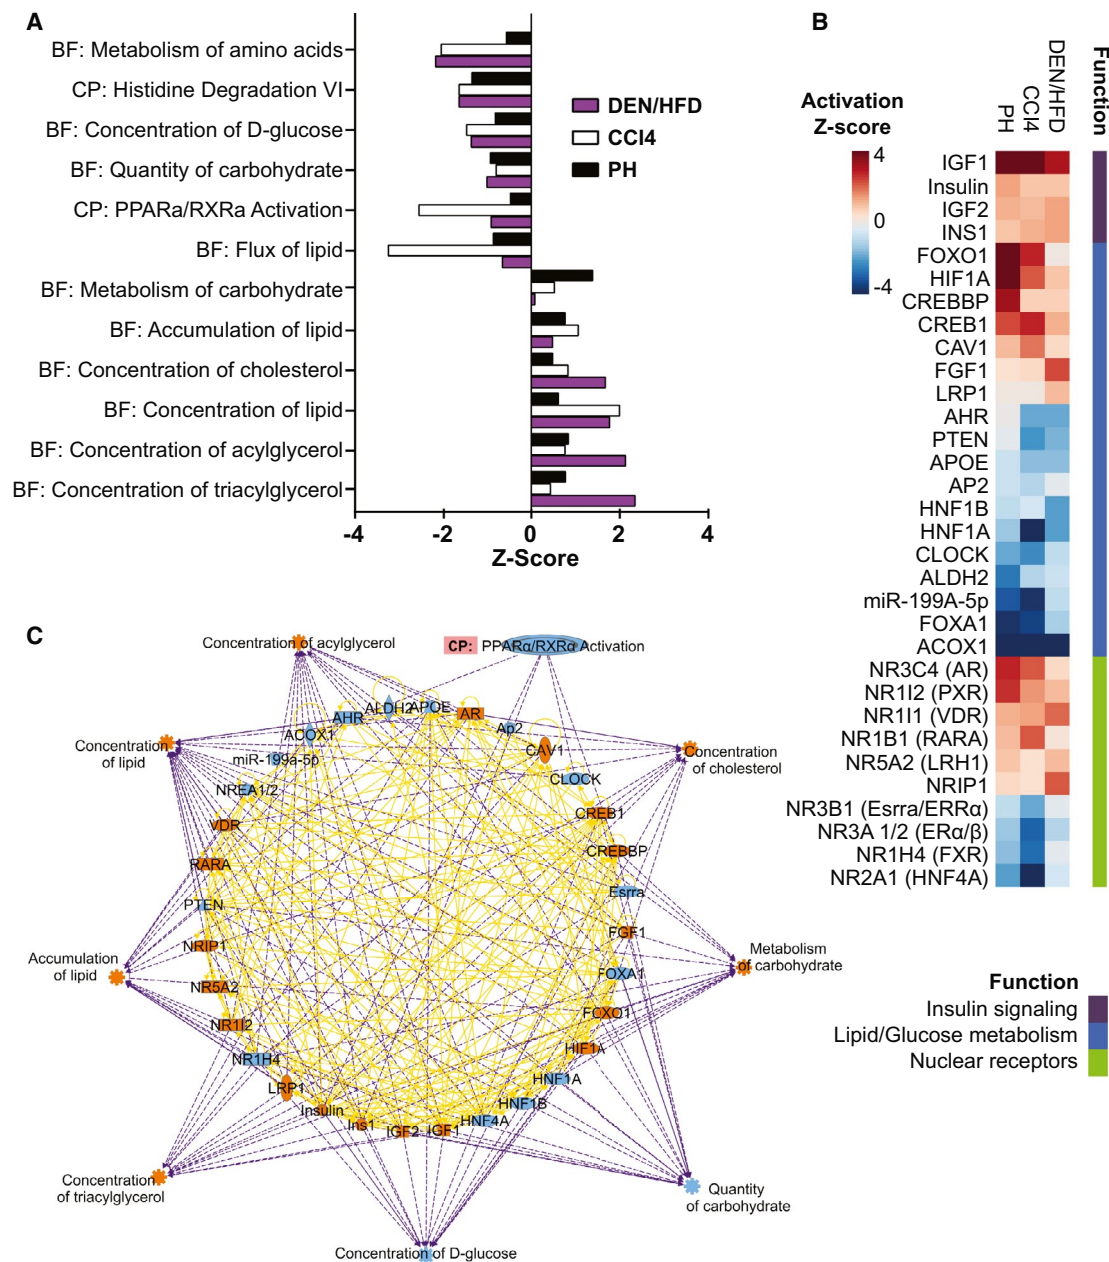 A
BF: Metabolism of amino acids
CP: Histidine Degradation VI
BF: Concentration of D-glucose
BF: Quantity of carbohydrate
CP: PPARa/RXRa Activation
BF: Flux of lipid
BF: Metabolism of carbohydrate
BF: Accumulation of lipid
BF: Concentration of cholesterol
BF: Concentration of lipid
BF: Concentration of acylglycerol
BF: Concentration of triacylglycerol
-4 -2 0 2 4
Z-Score
DEN/HFD
CCl4
PH
B
Activation
Z-score
4
0
-4
PH
CCl4
DEN/HFD
Function
IGF1
Insulin
IGF2
INS1
FOXO1
HIF1A
CREBBP
CREB1
CAV1
FGF1
LRP1
AHR
PTEN
APOE
AP2
HNF1B
HNF1A
CLOCK
ALDH2
miR-199A-5p
FOXA1
ACOX1
NR3C4 (AR)
NR1I2 (PXR)
NR1I1 (VDR)
NR1B1 (RARA)
NR5A2 (LRH1)
NRIP1
NR3B1 (Esrra/ERRα)
NR3A 1/2 (ERα/β)
NR1H4 (FXR)
NR2A1 (HNF4A)
Function
Insulin signaling
Lipid/Glucose metabolism
Nuclear receptors
C
Concentration of acylglycerol
CP: PPARα/RXRα Activation
Concentration
of cholesterol
Metabolism
of carbohydrate
Quantity
of carbohydrate
Concentration of D-glucose
Concentration
of triacylglycerol
Accumulation
of lipid
Concentration
of lipid
AHR
ALDH2
APOE
AR
Ap2
CAV1
CLOCK
CREB1
CREBBP
Esrra
FGF1
FOXA1
FOXO1
HIF1A
HNF1A
HNF1B
HNF4A
IGF1
IGF2
Ins1
Insulin
LRP1
NR1H4
NR1I2
NR5A2
NRIP1
PTEN
RARA
VDR
NREA1/2
miR-199a-5p
ACOX1